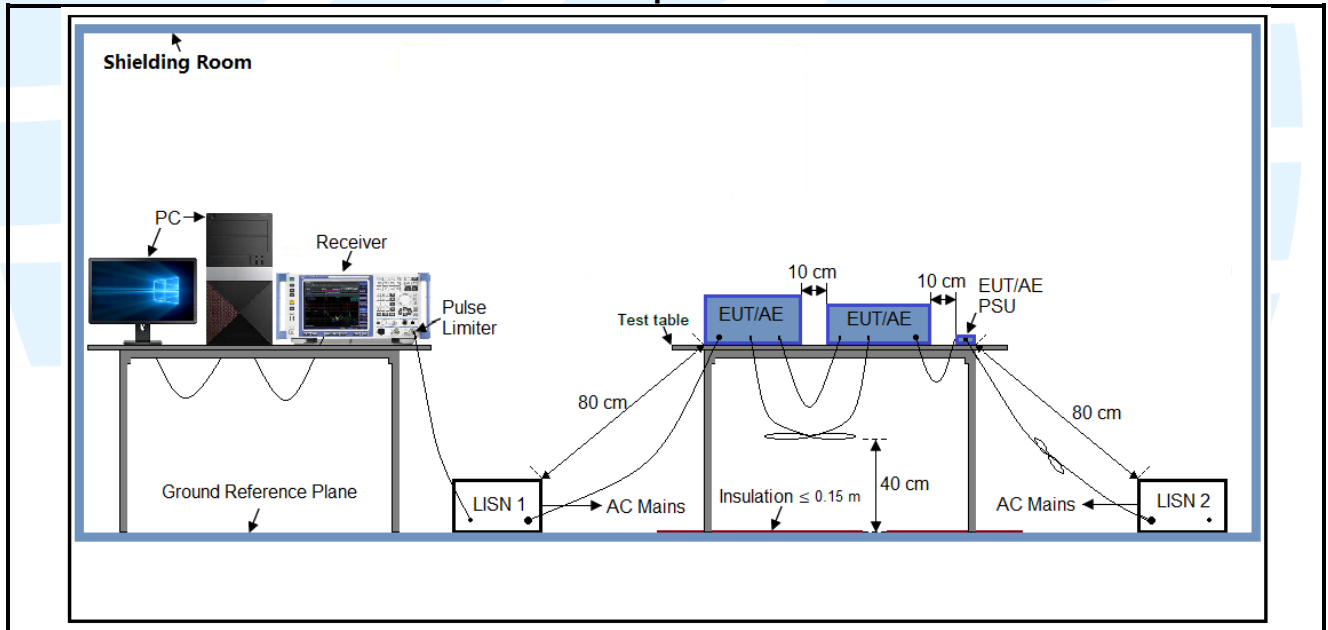 Shielding Room
PC
Receiver
Pulse
Limiter
10 cm
10 cm
EUT/AE
PSU
EUT/AE
EUT/AE
Test table
80 cm
80 cm
40 cm
Ground Reference Plane
LISN 1
AC Mains
Insulation ≤ 0.15 m
AC Mains
LISN 2